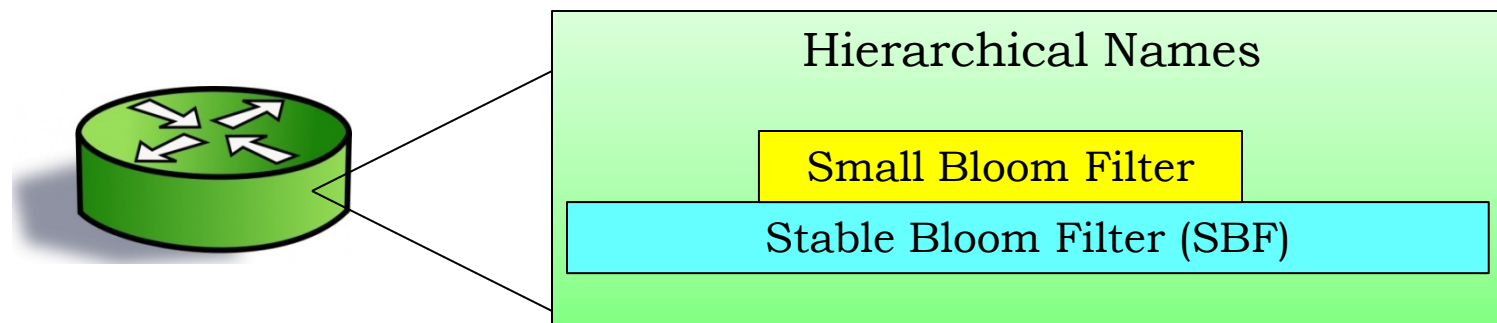 Hierarchical Names
Small Bloom Filter
Stable Bloom Filter (SBF)